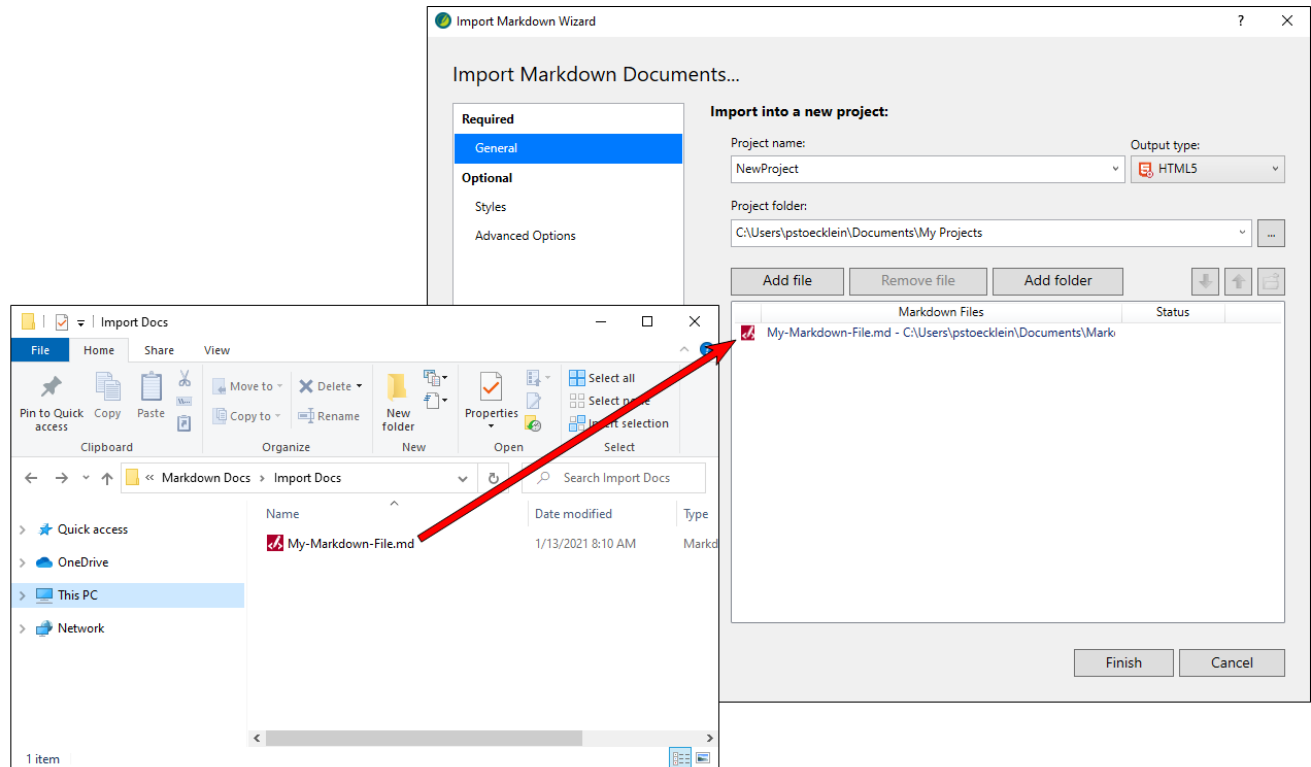 Import Markdown Wizard
?
Import Markdown Documents...
Required
General
Optional
Styles
Advanced Options
Import into a new project:
Project name:
Output type:
NewProject
HTML5
Project folder:
C:\Users\pstoecklein\Documents\My Projects
...
Add file
Remove file
Add folder
Markdown Files
Status
My-Markdown-File.md - C:\Users\pstoecklein\Documents\Mark
Finish
Cancel
Import Docs
File
Home
Share
View
?
Pin to Quick
access
Copy
Paste
Clipboard
Move to
Copy to
Delete
Rename
Organize
New
folder
New
Properties
Open
Select all
Select none
Invert selection
Select
« Markdown Docs > Import Docs
Search Import Docs
Quick access
OneDrive
This PC
Network
Name
Date modified
Type
My-Markdown-File.md
1/13/2021 8:10 AM
Markd
1 item